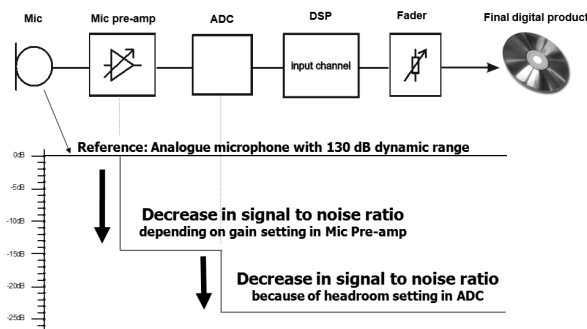 Mic
Mic pre-amp
ADC
DSP
Fader
Final digital product
input channel
Reference: Analogue microphone with 130 dB dynamic range
0dB
-5dB
-10dB
-15dB
-20dB
-25dB
Decrease in signal to noise ratio
depending on gain setting in Mic Pre-amp
Decrease in signal to noise ratio
because of headroom setting in ADC